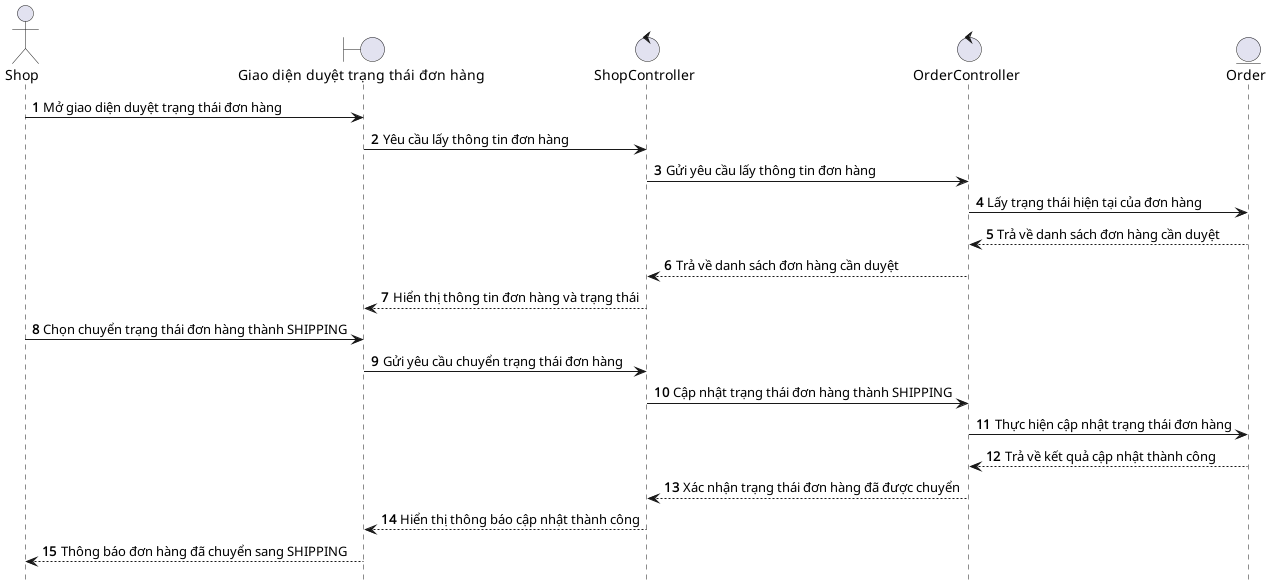 Shop
Giao diện duyệt trạng thái đơn hàng
ShopController
OrderController
Order
1 Mở giao diện duyệt trạng thái đơn hàng
2 Yêu cầu lấy thông tin đơn hàng
3 Gửi yêu cầu lấy thông tin đơn hàng
4 Lấy trạng thái hiện tại của đơn hàng
5 Trả về danh sách đơn hàng cần duyệt
6 Trả về danh sách đơn hàng cần duyệt
7 Hiển thị thông tin đơn hàng và trạng thái
8 Chọn chuyển trạng thái đơn hàng thành SHIPPING
9 Gửi yêu cầu chuyển trạng thái đơn hàng
10 Cập nhật trạng thái đơn hàng thành SHIPPING
11 Thực hiện cập nhật trạng thái đơn hàng
12 Trả về kết quả cập nhật thành công
13 Xác nhận trạng thái đơn hàng đã được chuyển
14 Hiển thị thông báo cập nhật thành công
15 Thông báo đơn hàng đã chuyển sang SHIPPING